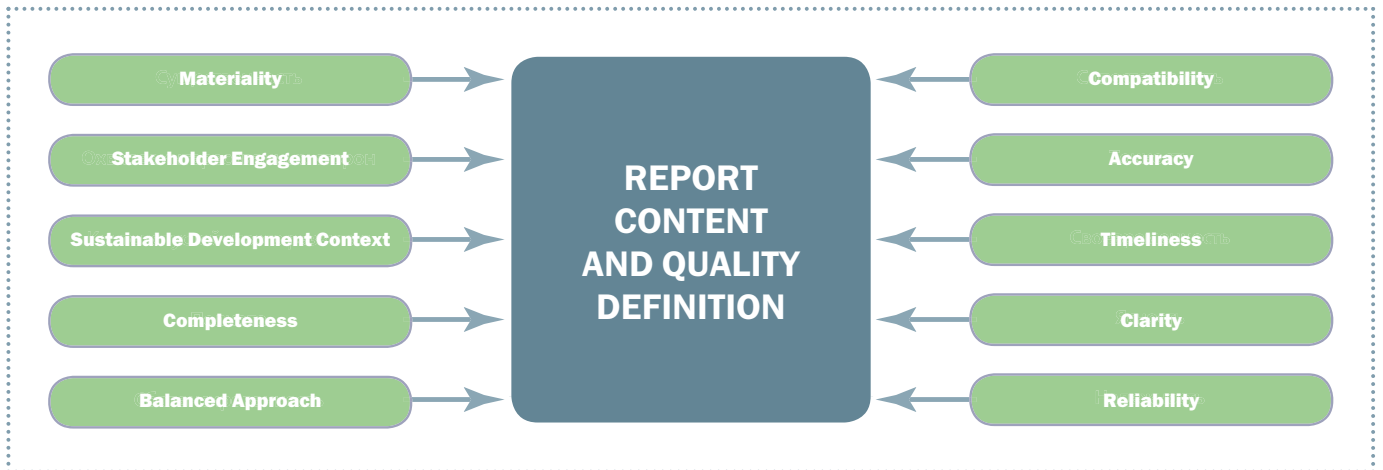 Materiality
Stakeholder Engagement
Sustainable Development Context
Completeness
Balanced Approach
REPORT
CONTENT
AND QUALITY
DEFINITION
Compatibility
Accuracy
Timeliness
Clarity
Reliability